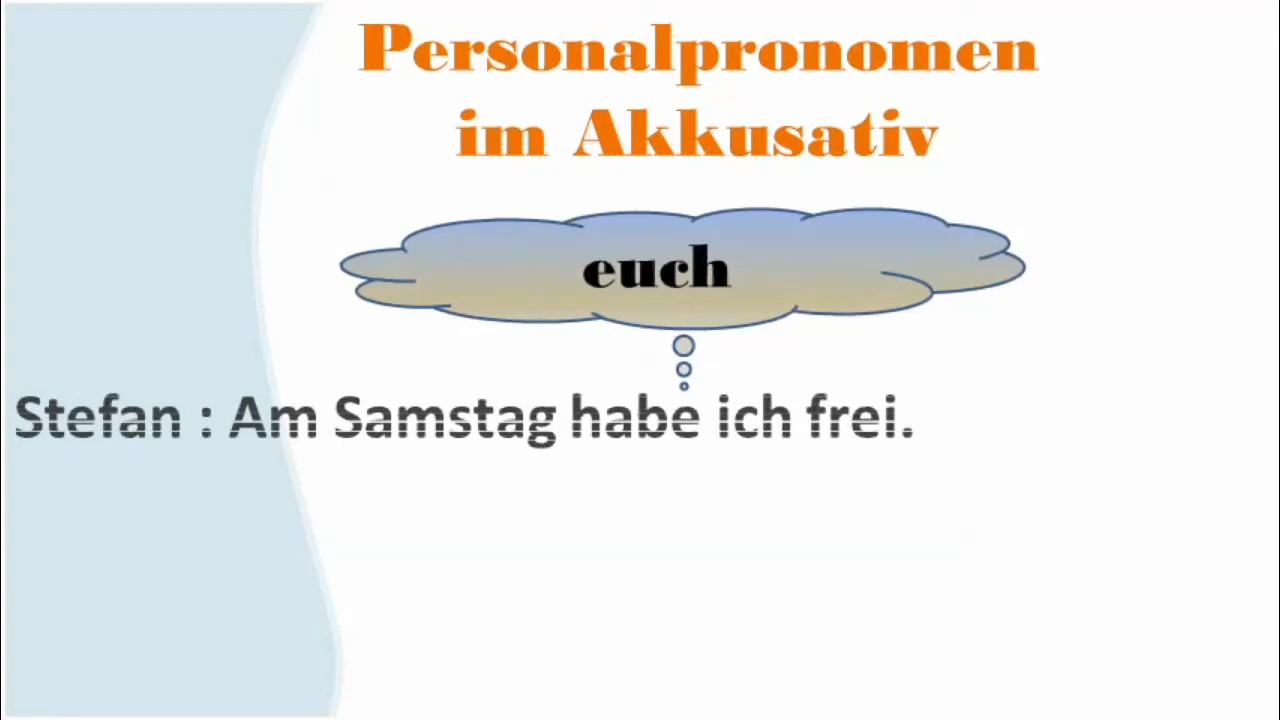 Personalpronomen
im Akkusativ
euch
Stefan : Am Samstag habe ich frei.